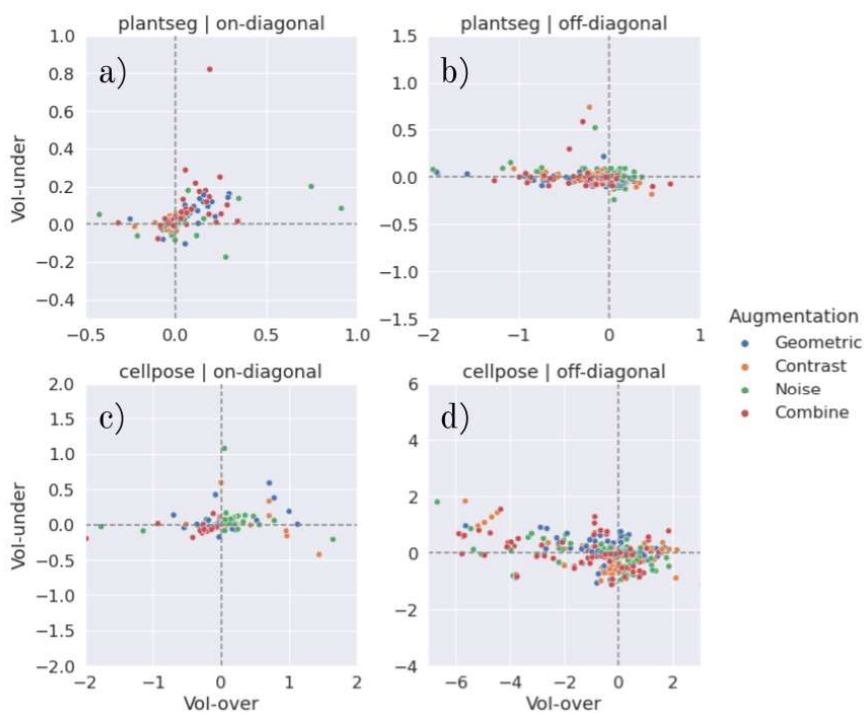 plantseg | on-diagonal
plantseg | off-diagonal
a)
b)
1.0
0.8
0.6
0.4
0.2
0.0
−0.2
−0.4
Vol-under
−0.5
0.0
0.5
1.0
1.5
1.0
0.5
0.0
−0.5
−1.0
−1.5
−2
−1
0
1
cellpose | on-diagonal
cellpose | off-diagonal
c)
d)
2.0
1.5
1.0
0.5
0.0
−0.5
−1.0
−1.5
−2.0
Vol-under
−2
−1
0
1
2
Vol-over
6
4
2
0
−2
−4
−6
−4
−2
0
2
Vol-over
Augmentation
Geometric
Contrast
Noise
Combine